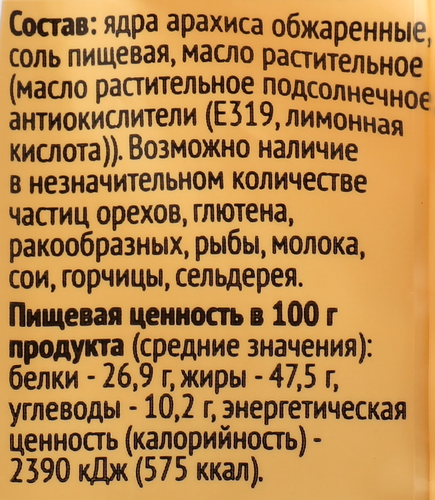 Состав: ядра арахиса обжаренные,
соль пищевая, масло растительное
(масло растительное подсолнечное
антиокислители (Е319, лимонная
кислота)). Возможно наличие
в незначительном количестве
частиц орехов, глютена,
ракообразных, рыбы, молока,
сои, горчицы, сельдерея.
Пищевая ценность в 100 г
продукта (средние значения):
белки - 26,9 г, жиры - 47,5 г,
углеводы - 10,2 г, энергетическая
ценность (калорийность) -
2390 кДж (575 ккал).